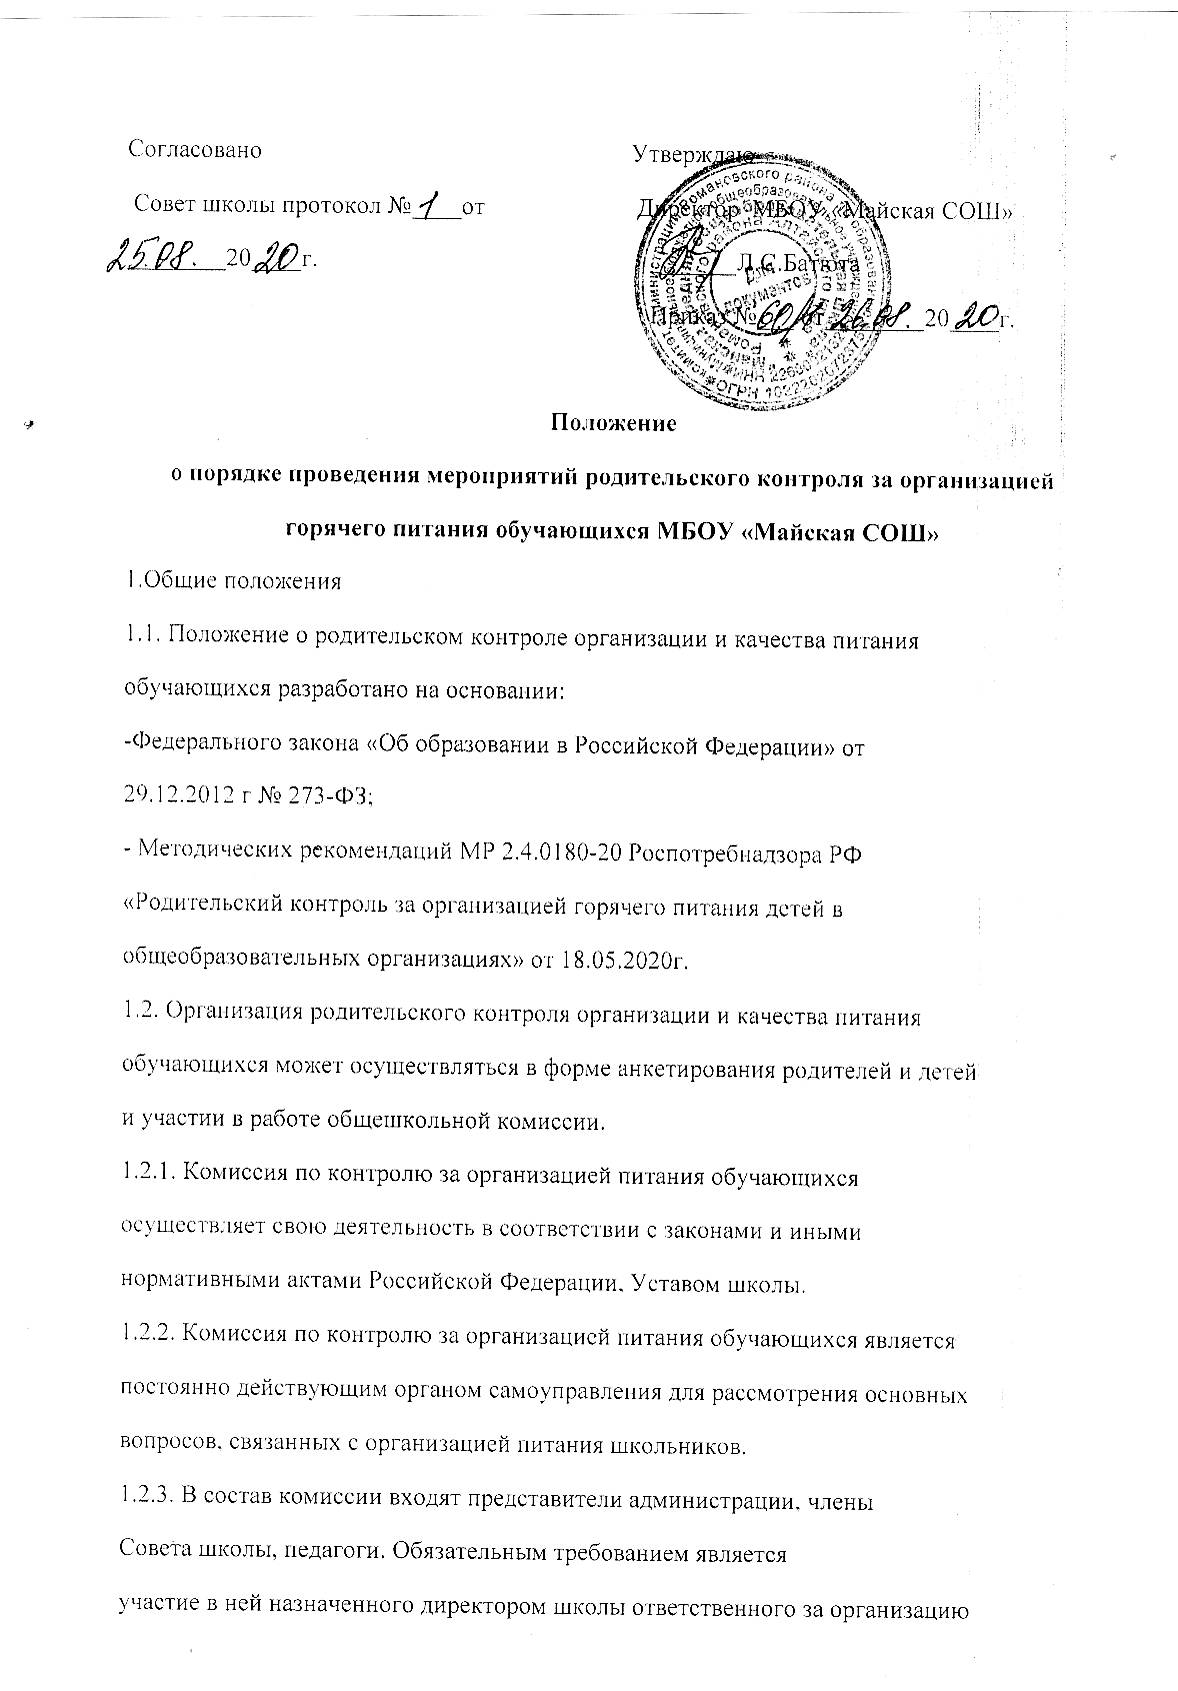 Согласовано
Утверждаю
Совет школы протокол № 1 от
Директор МБОУ «Майская СОШ»
25.08. 2020г.
Л.С.Батюта
Приказ № 60/1 от 26.08. 2020г.
Положение
о порядке проведения мероприятий родительского контроля за организацией
горячего питания обучающихся МБОУ «Майская СОШ»
1.Общие положения
1.1. Положение о родительском контроле организации и качества питания
обучающихся разработано на основании:
-Федерального закона «Об образовании в Российской Федерации» от
29.12.2012 г № 273-ФЗ;
- Методических рекомендаций МР 2.4.0180-20 Роспотребнадзора РФ
«Родительский контроль за организацией горячего питания детей в
общеобразовательных организациях» от 18.05.2020г.
1.2. Организация родительского контроля организации и качества питания
обучающихся может осуществляться в форме анкетирования родителей и детей
и участии в работе общешкольной комиссии.
1.2.1. Комиссия по контролю за организацией питания обучающихся
осуществляет свою деятельность в соответствии с законами и иными
нормативными актами Российской Федерации, Уставом школы.
1.2.2. Комиссия по контролю за организацией питания обучающихся является
постоянно действующим органом самоуправления для рассмотрения основных
вопросов, связанных с организацией питания школьников.
1.2.3. В состав комиссии входят представители администрации, члены
Совета школы, педагоги. Обязательным требованием является
участие в ней назначенного директором школы ответственного за организацию